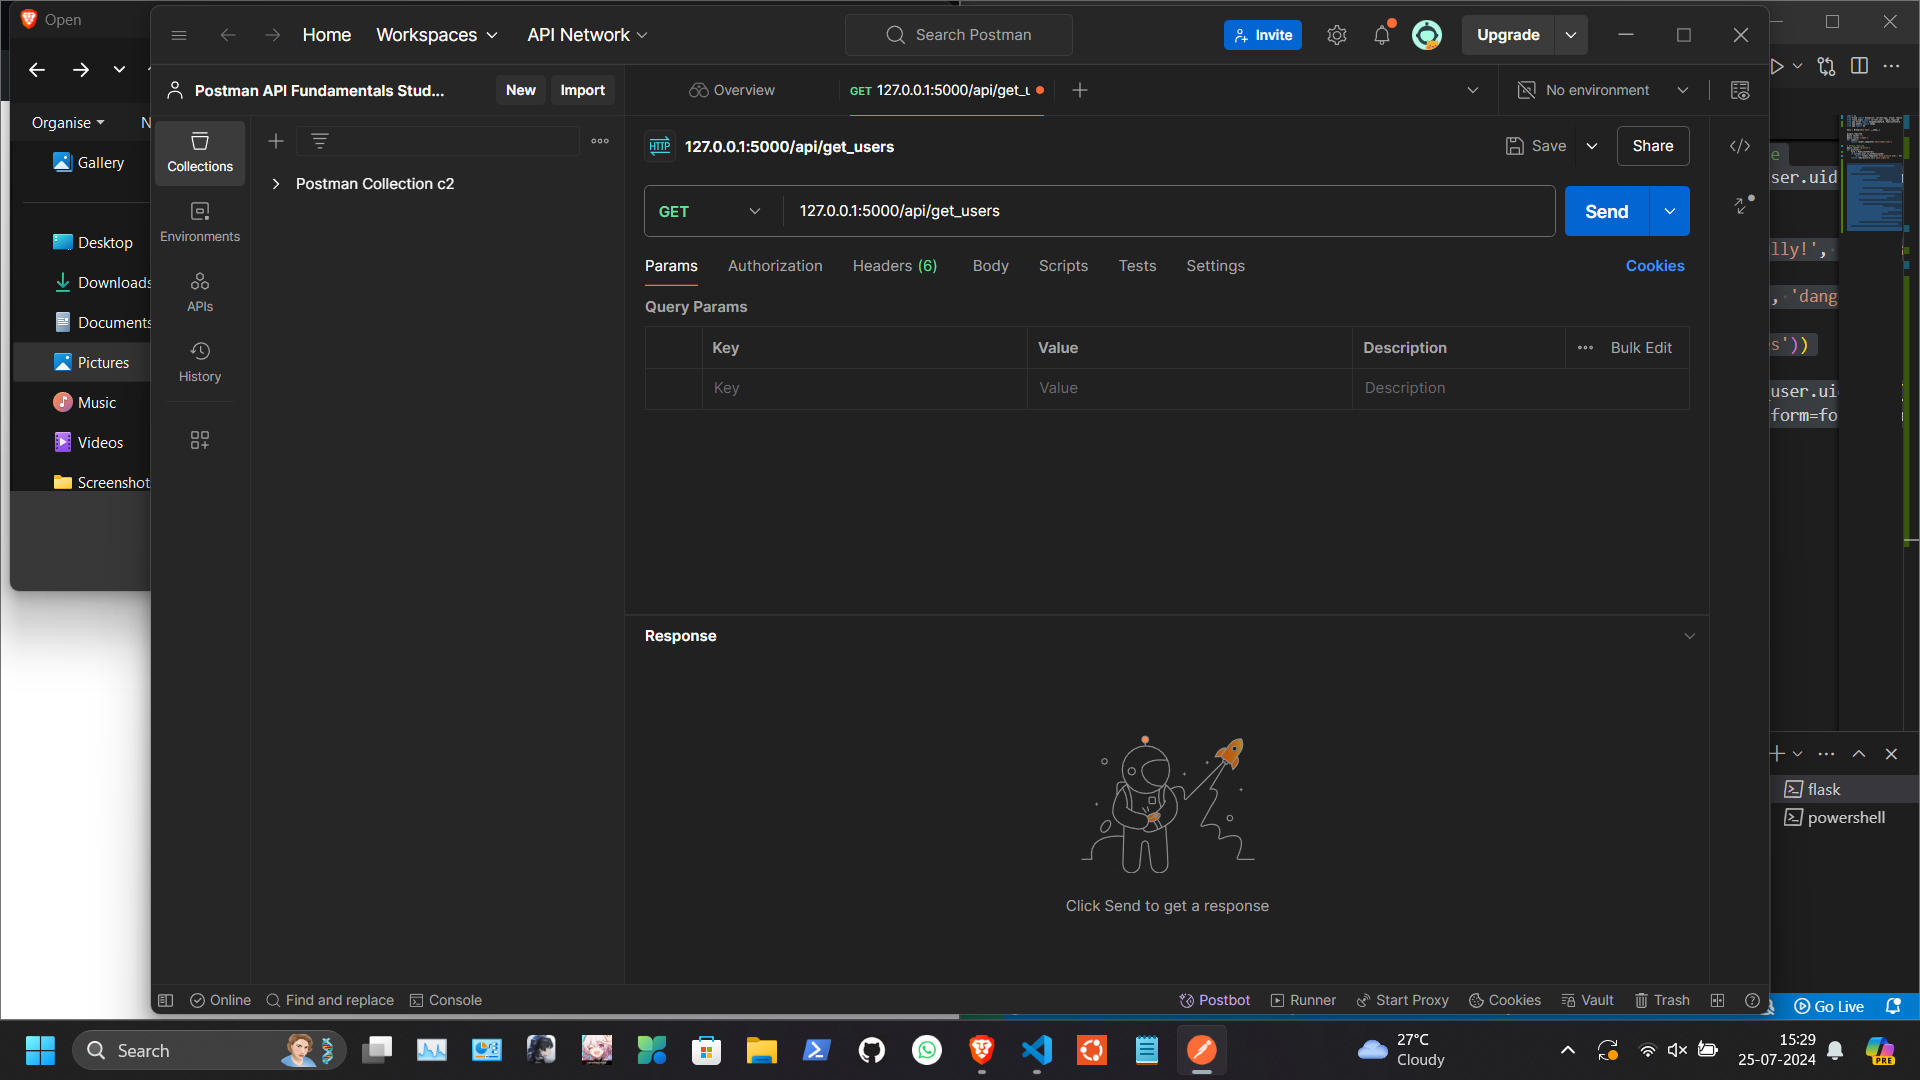 Open
Organise
N
Gallery
Desktop
Downloads
Documents
Pictures
Music
Videos
Screenshot
Home
Workspaces
API Network
Search Postman
Invite
Upgrade
Postman API Fundamentals Stud...
New
Import
Overview
GET 127.0.0.1:5000/api/get_u
No environment
Collections
Environments
APIs
History
Postman Collection c2
HTTP
127.0.0.1:5000/api/get_users
Save
Share
GET
127.0.0.1:5000/api/get_users
Send
Params
Authorization
Headers (6)
Body
Scripts
Tests
Settings
Cookies
Query Params
Key
Value
Description
Bulk Edit
Key
Value
Description
Response
Click Send to get a response
Online
Find and replace
Console
Postbot
Runner
Start Proxy
Cookies
Vault
Trash
e
ser.uid
lly!',
, 'dang
s'))
user.uid
form=fo
flask
powershell
Go Live
Search
27°C
Cloudy
15:29
25-07-2024
PRE